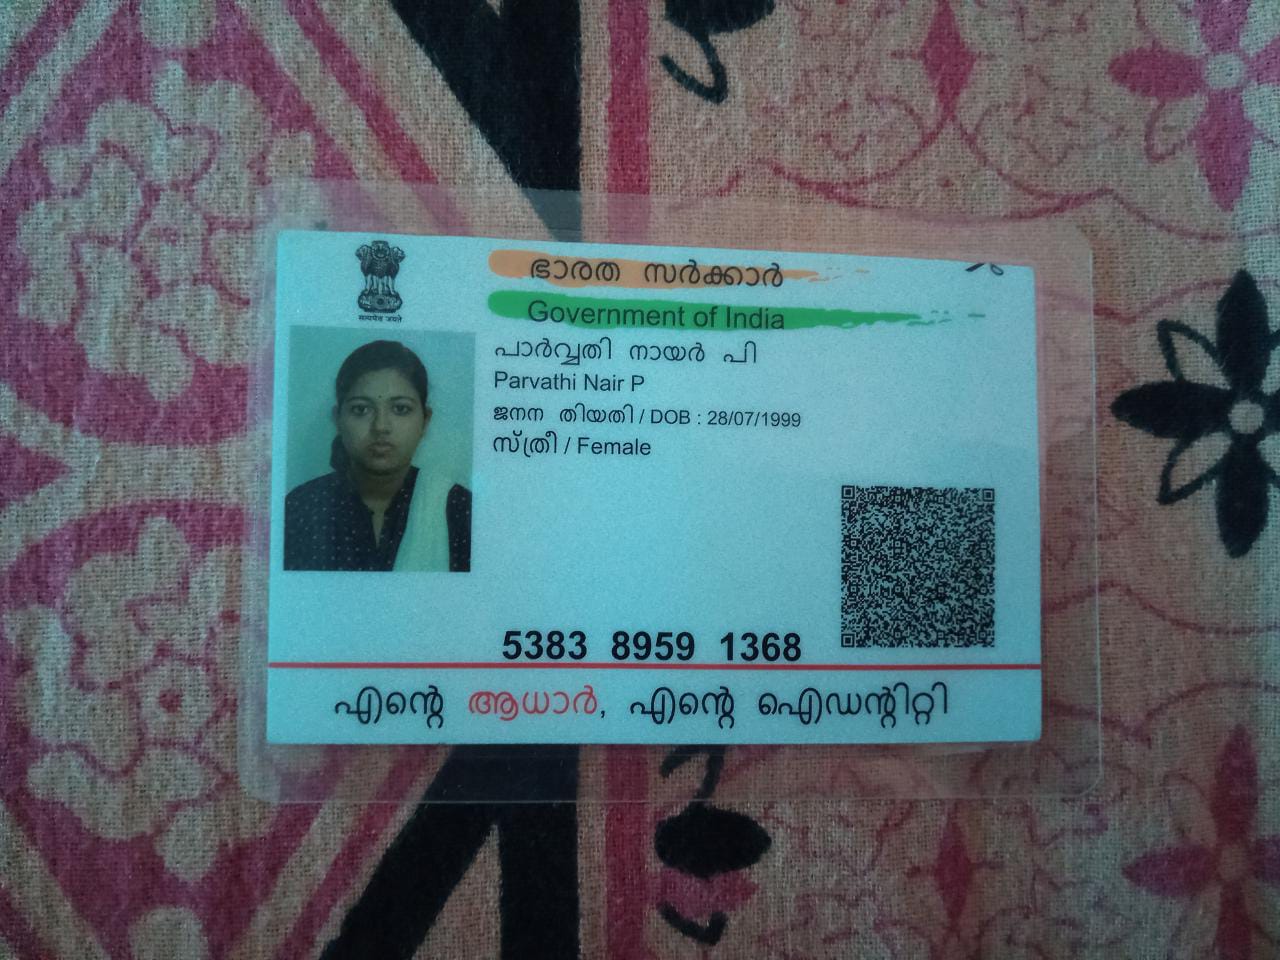 ഭാരത സർക്കാർ
Government of India
सत्यमेव जयते
പാർവ്വതി നായർ പി
Parvathi Nair P
ജനന തിയതി / DOB : 28/07/1999
സ്ത്രീ / Female
5383 8959 1368
എന്റെ ആധാർ, എന്റെ ഐഡന്റിറ്റി